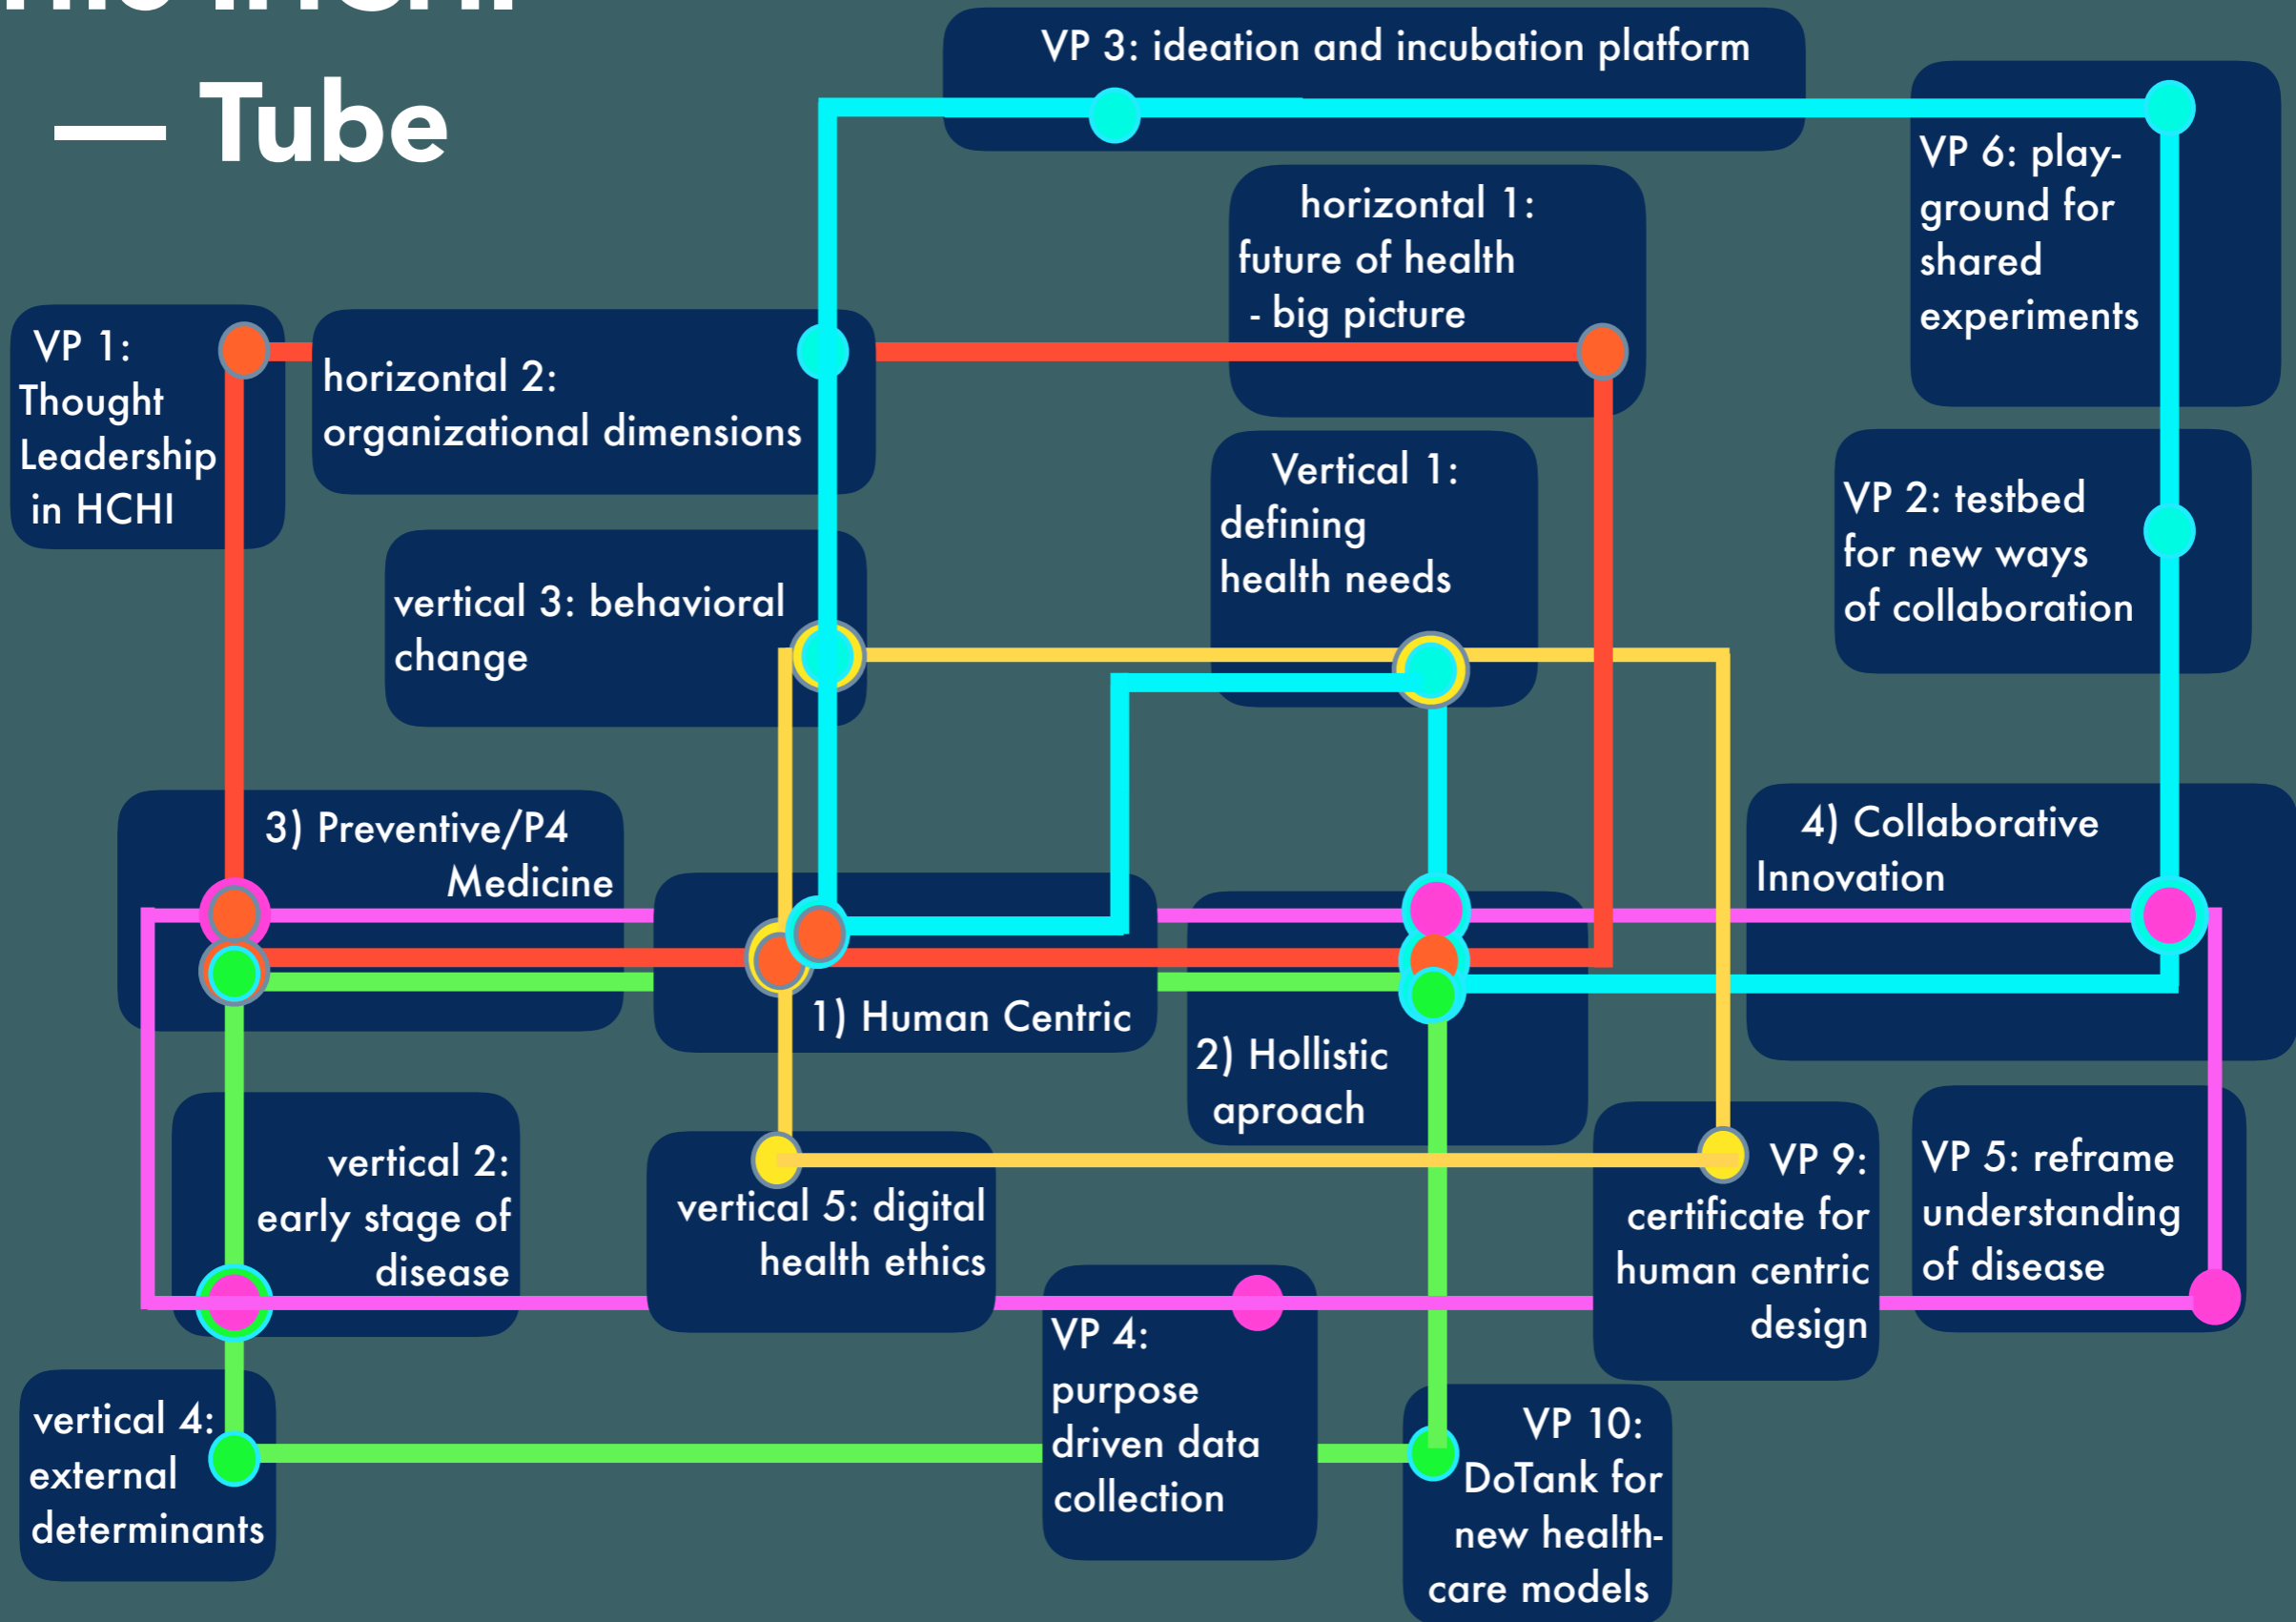 — Tube
VP 3: ideation and incubation platform
VP 6: play-
ground for
shared
experiments
horizontal 1:
future of health
- big picture
VP 1:
Thought
Leadership
in HCHI
horizontal 2:
organizational dimensions
Vertical 1:
defining
health needs
VP 2: testbed
for new ways
of collaboration
vertical 3: behavioral
change
3) Preventive/P4
Medicine
4) Collaborative
Innovation
1) Human Centric
2) Hollistic
aproach
vertical 2:
early stage of
disease
vertical 5: digital
health ethics
VP 9:
certificate for
human centric
design
VP 5: reframe
understanding
of disease
VP 4:
purpose
driven data
collection
vertical 4:
external
determinants
VP 10:
DoTank for
new health-
care models